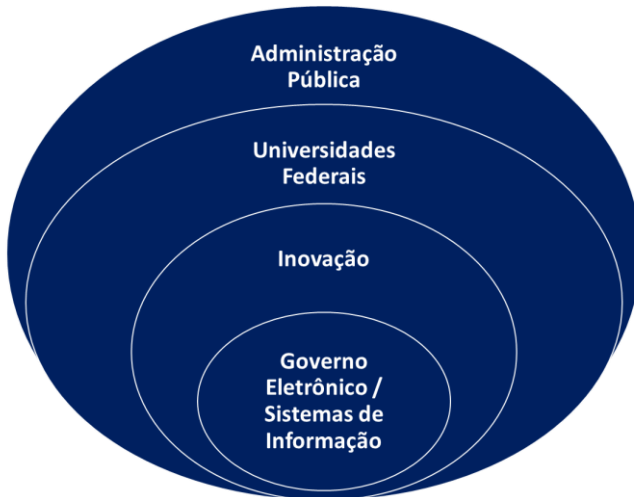 Administração
Pública
Universidades
Federais
Inovação
Governo
Eletrônico /
Sistemas de
Informação